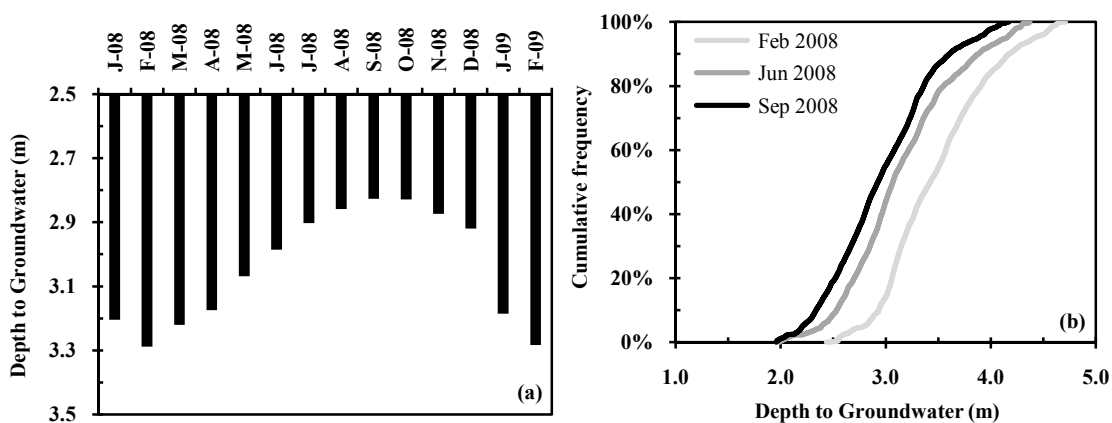 J-08
F-08
M-08
A-08
M-08
J-08
J-08
A-08
S-08
O-08
N-08
D-08
J-09
F-09
2.5
2.7
2.9
3.1
3.3
3.5
Depth to Groundwater (m)
(a)
100%
80%
60%
40%
20%
0%
Cumulative frequency
Feb 2008
Jun 2008
Sep 2008
(b)
1.0
2.0
3.0
4.0
5.0
Depth to Groundwater (m)